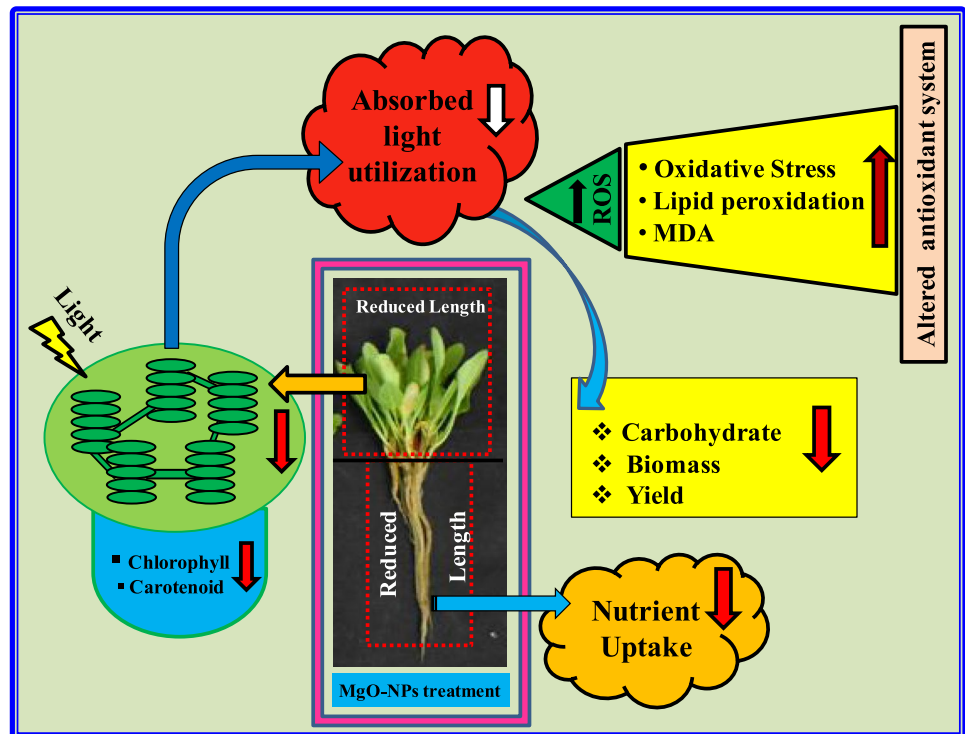 Absorbed
light
utilization
ROS
• Oxidative Stress
• Lipid peroxidation
• MDA
Altered antioxidant system
Light
Reduced Length
❖ Carbohydrate
❖ Biomass
❖ Yield
Reduced
Length
▪ Chlorophyll
▪ Carotenoid
Nutrient
Uptake
MgO-NPs treatment